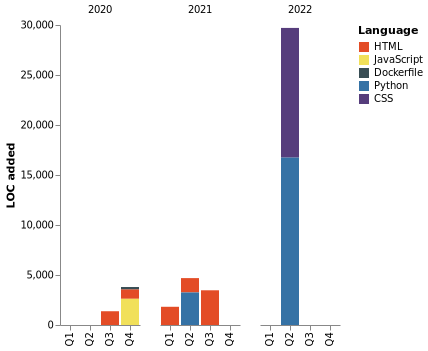 2020 2021 2022
Language
HTML
JavaScript
Dockerfile
Python
CSS
LOC added
30,000
25,000
20,000
15,000
10,000
5,000
0
Q1 Q2 Q3 Q4 Q1 Q2 Q3 Q4 Q1 Q2 Q3 Q4